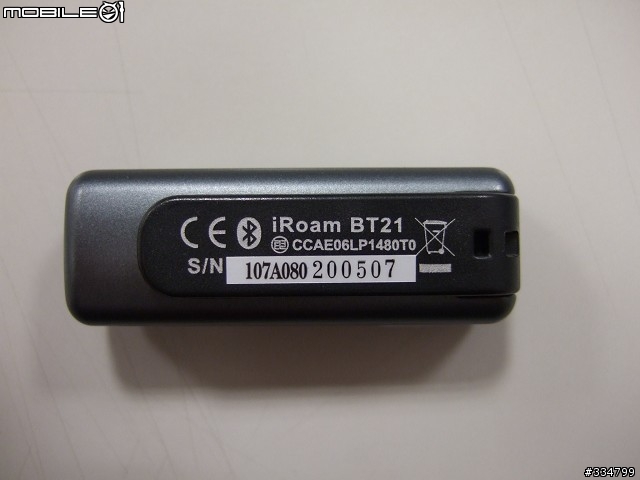 MOBILE01
CE iRoam BT21
CCAE06LP1480T0
S/N 107A080 200507
#334799